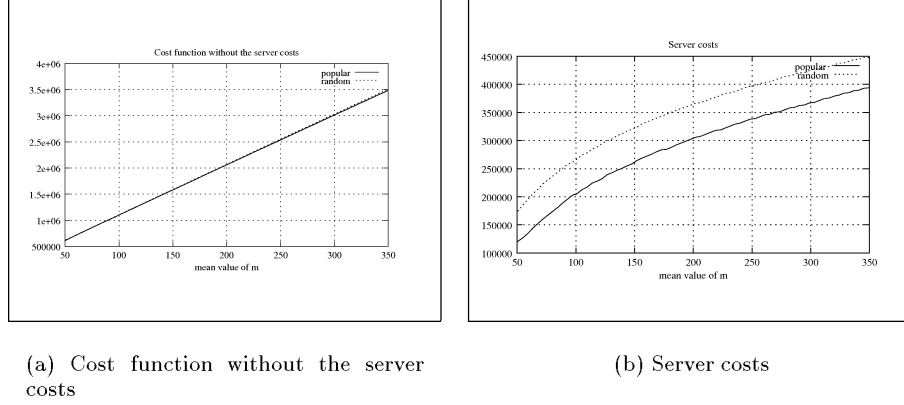 Cost function without the server costs
4e+06
3.5e+06
3e+06
2.5e+06
2e+06
1.5e+06
1e+06
500000
popular
random
50 100 150 200 250 300 350
mean value of m
Server costs
450000
400000
350000
300000
250000
200000
150000
100000
popular
random
50 100 150 200 250 300 350
mean value of m
(a) Cost function without the server
costs
(b) Server costs